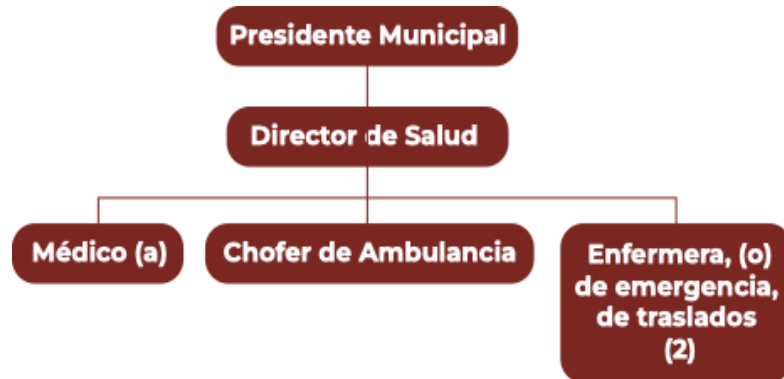 Presidente Municipal
Director de Salud
Médico (a)
Chofer de Ambulancia
Enfermera, (o)
de emergencia,
de traslados
(2)